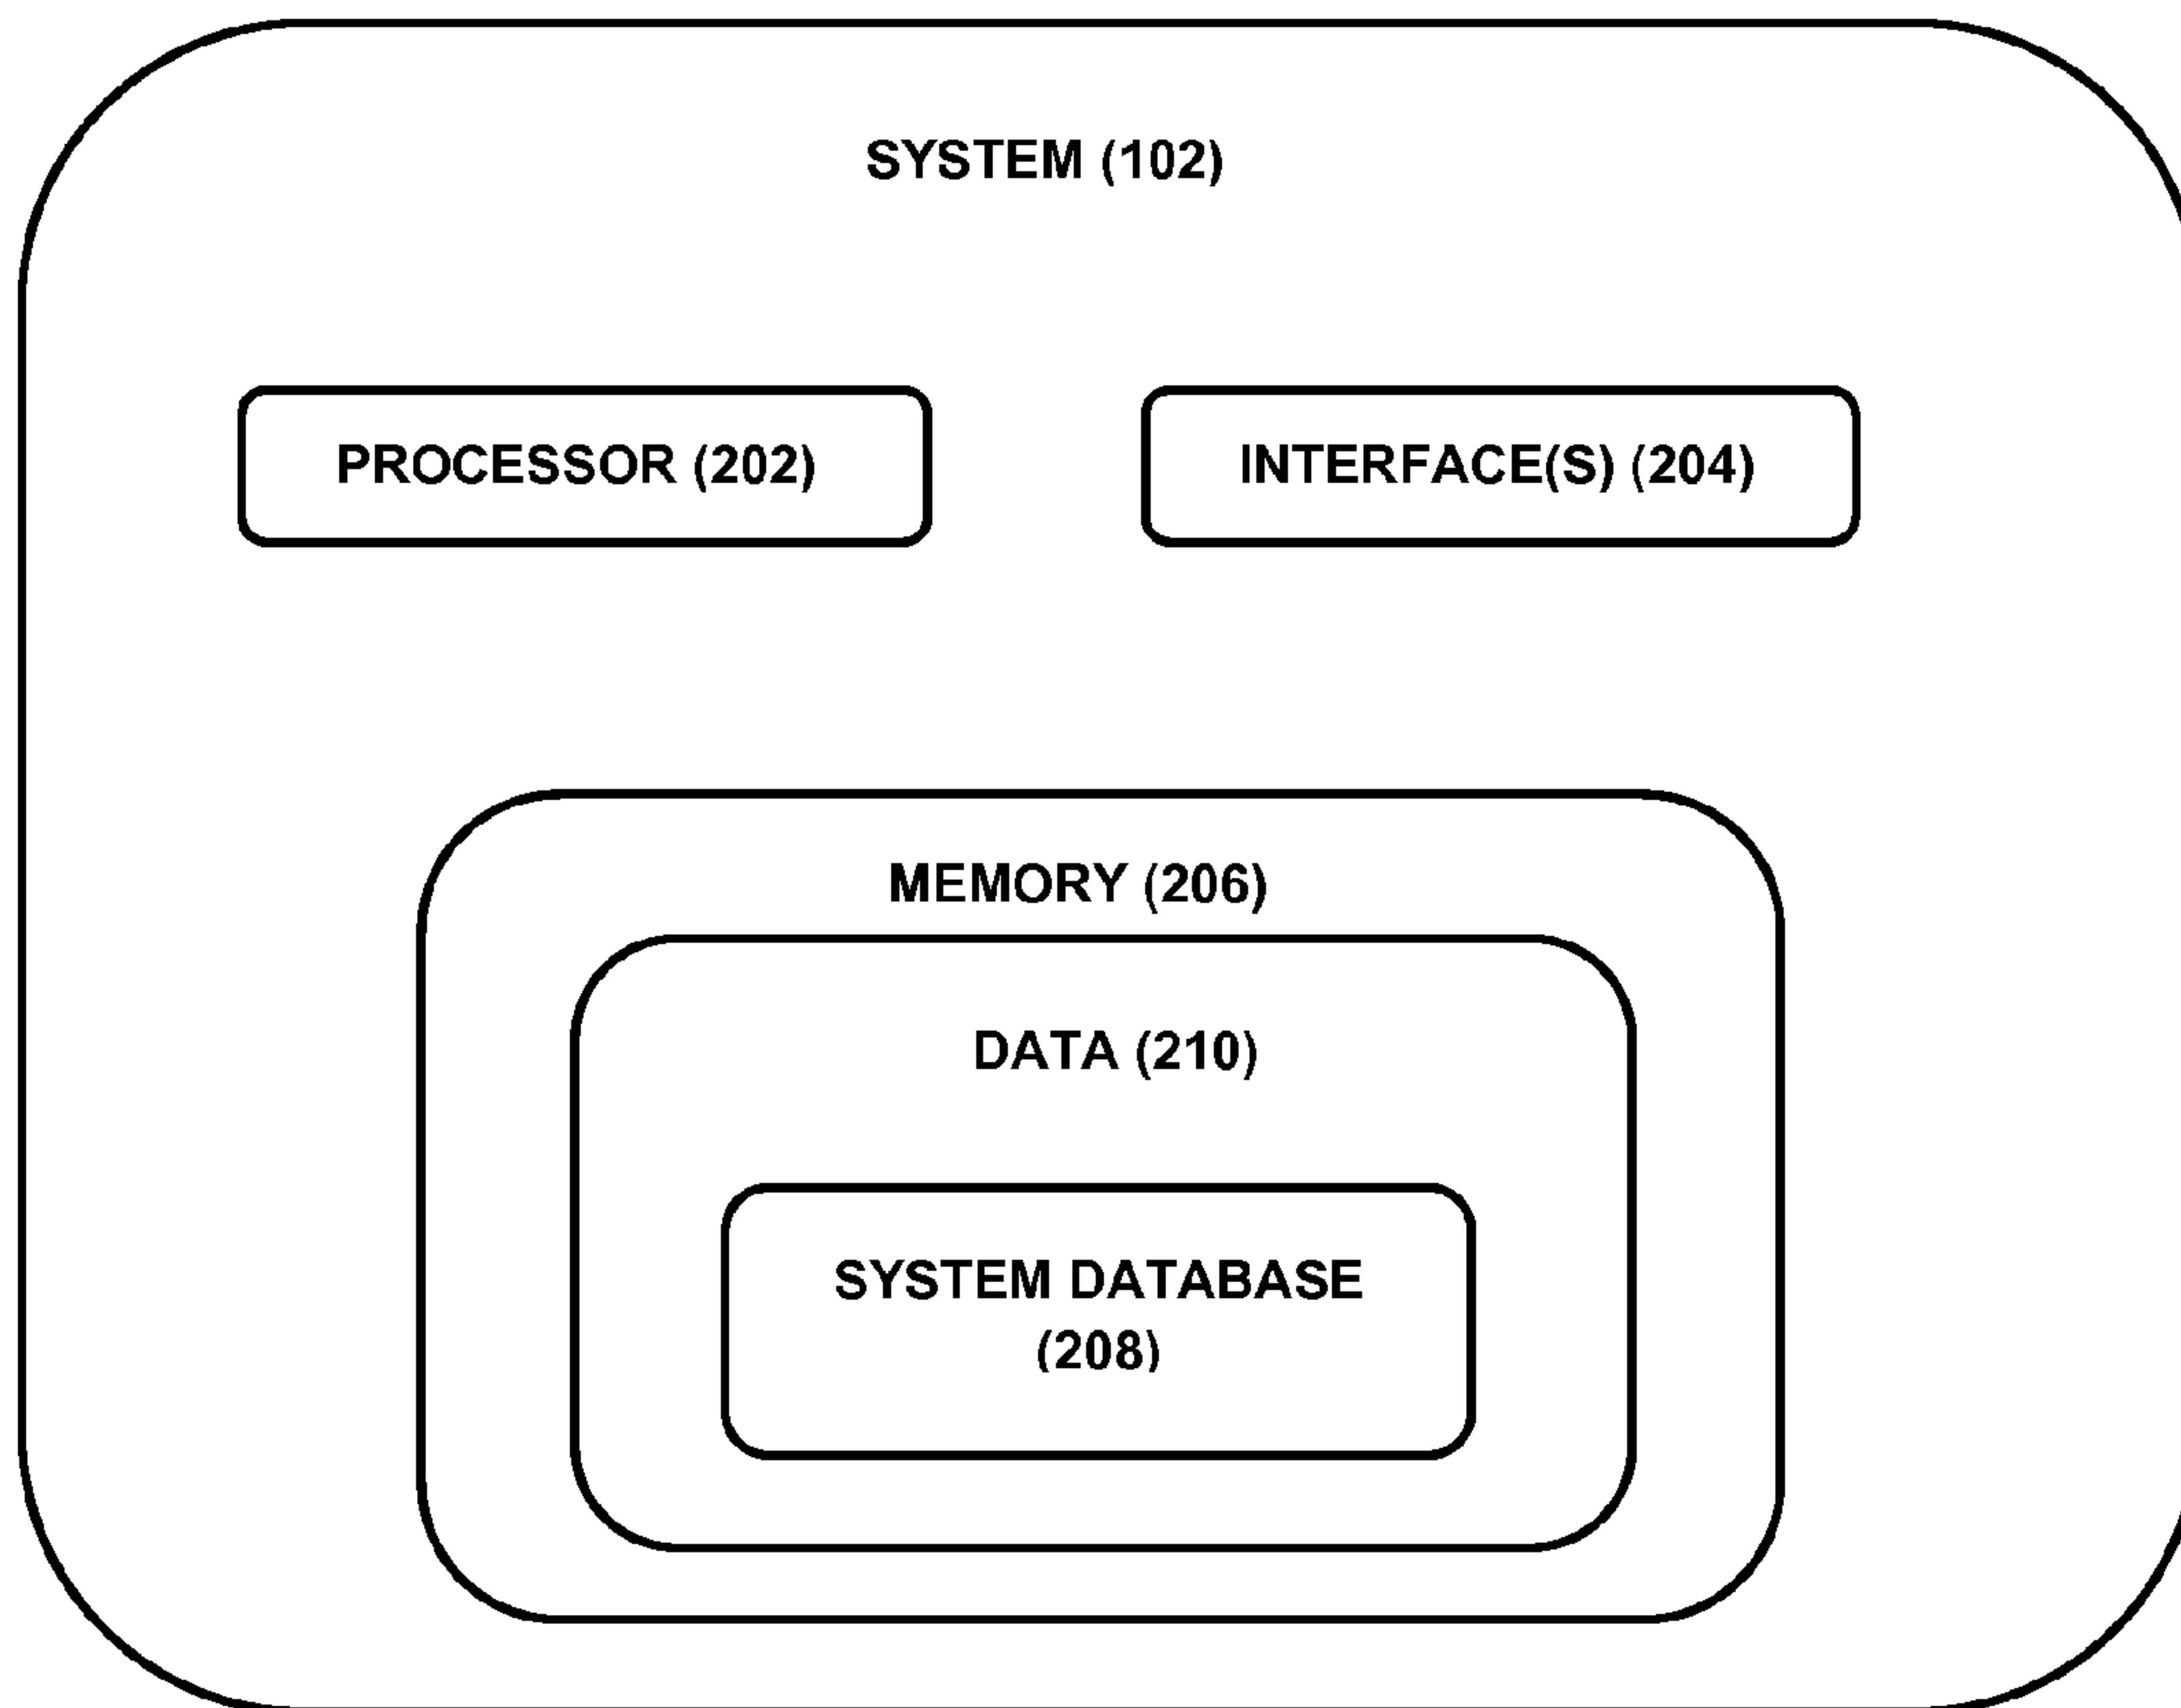 SYSTEM (102)
PROCESSOR (202)
INTERFACE(S) (204)
MEMORY (206)
DATA (210)
SYSTEM DATABASE
(208)